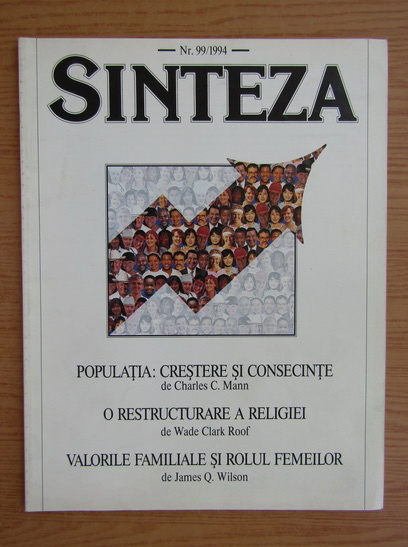 Nr. 99/1994
SINTEZA
POPULAȚIA: CREȘTERE ȘI CONSECINȚE
de Charles C. Mann
O RESTRUCTURARE A RELIGIEI
de Wade Clark Roof
VALORILE FAMILIALE ȘI ROLUL FEMEILOR
de James Q. Wilson